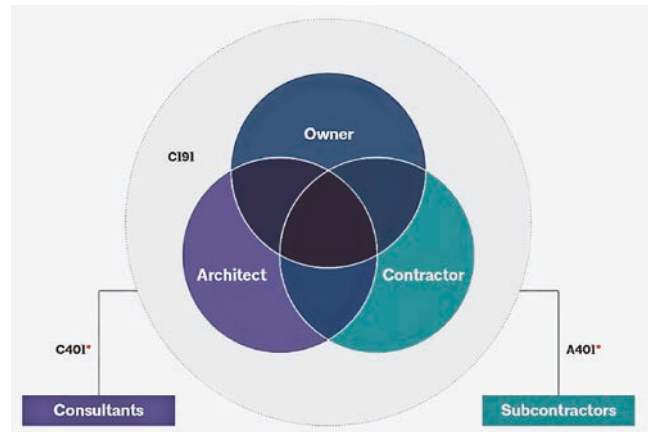 Owner
C191
Architect
Contractor
C401*
A401*
Consultants
Subcontractors